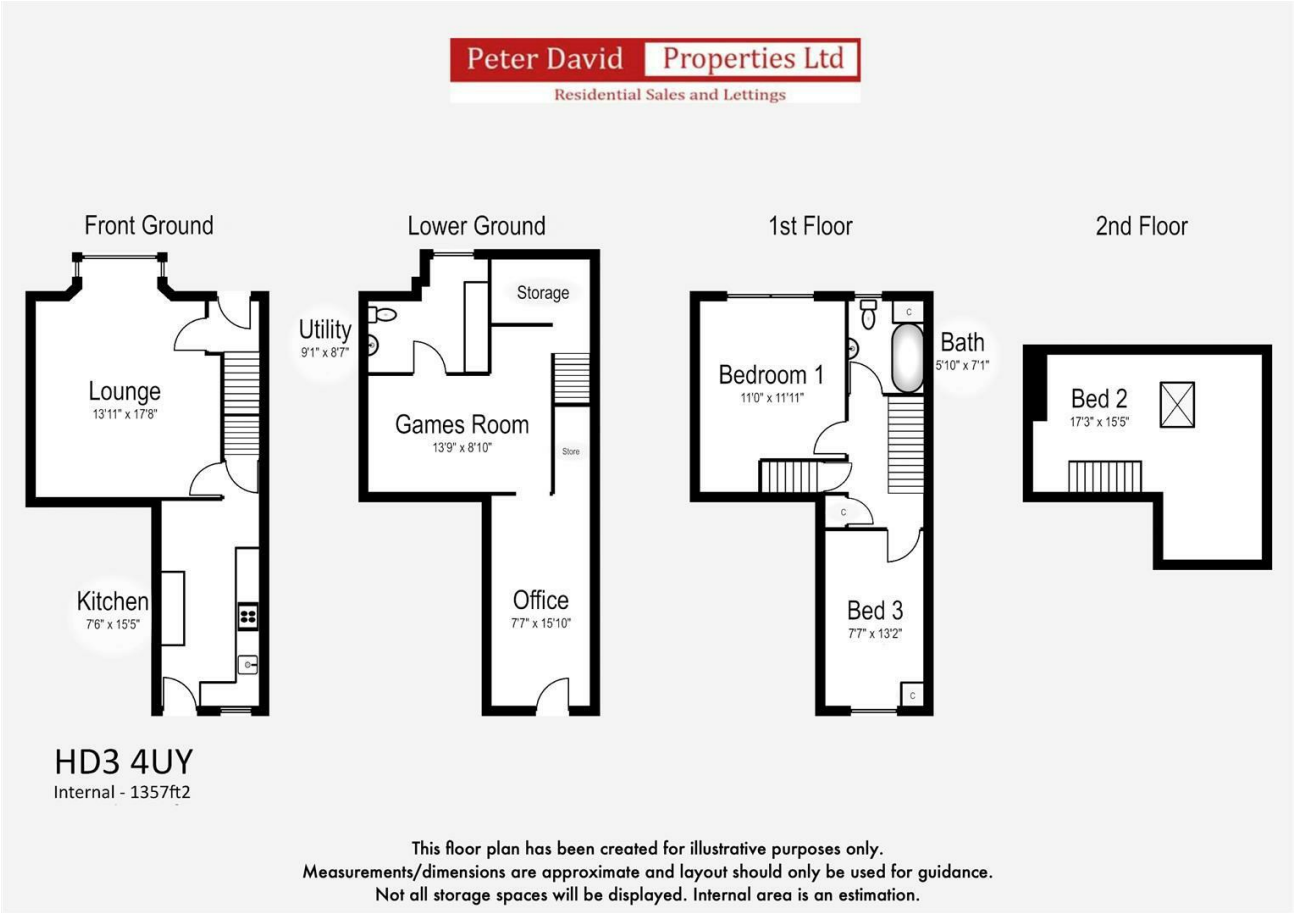 Peter David Properties Ltd
Residential Sales and Lettings
Front Ground
Lounge
13'11" x 17'8"
Kitchen
7'6" x 15'5"
Lower Ground
Storage
Utility
9'1" x 8'7"
Games Room
13'9" x 8'10"
Store
Office
7'7" x 15'10"
1st Floor
C
Bath
5'10" x 7'1"
Bedroom 1
11'0" x 11'11"
C
Bed 3
7'7" x 13'2"
C
2nd Floor
Bed 2
17'3" x 15'5"
HD3 4UY
Internal - 1357ft2
This floor plan has been created for illustrative purposes only.
Measurements/dimensions are approximate and layout should only be used for guidance.
Not all storage spaces will be displayed. Internal area is an estimation.